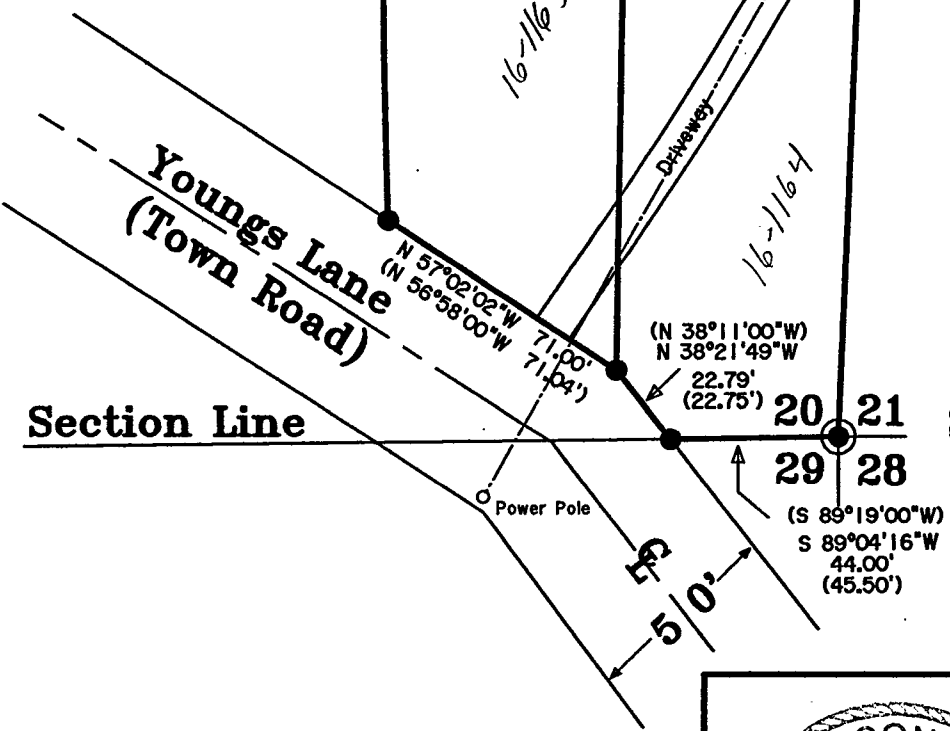 16-116
Driveway
16-1164
Youngs Lane
(Town Road)
N 57°02'02"W 71.00'
(N 56°58'00"W 71.04')
(N 38°11'00"W)
N 38°21'49"W
22.79'
(22.75')
Section Line
20 21
29 28
Power Pole
(S 89°19'00"W)
S 89°04'16"W
44.00'
(45.50')
℄
50'